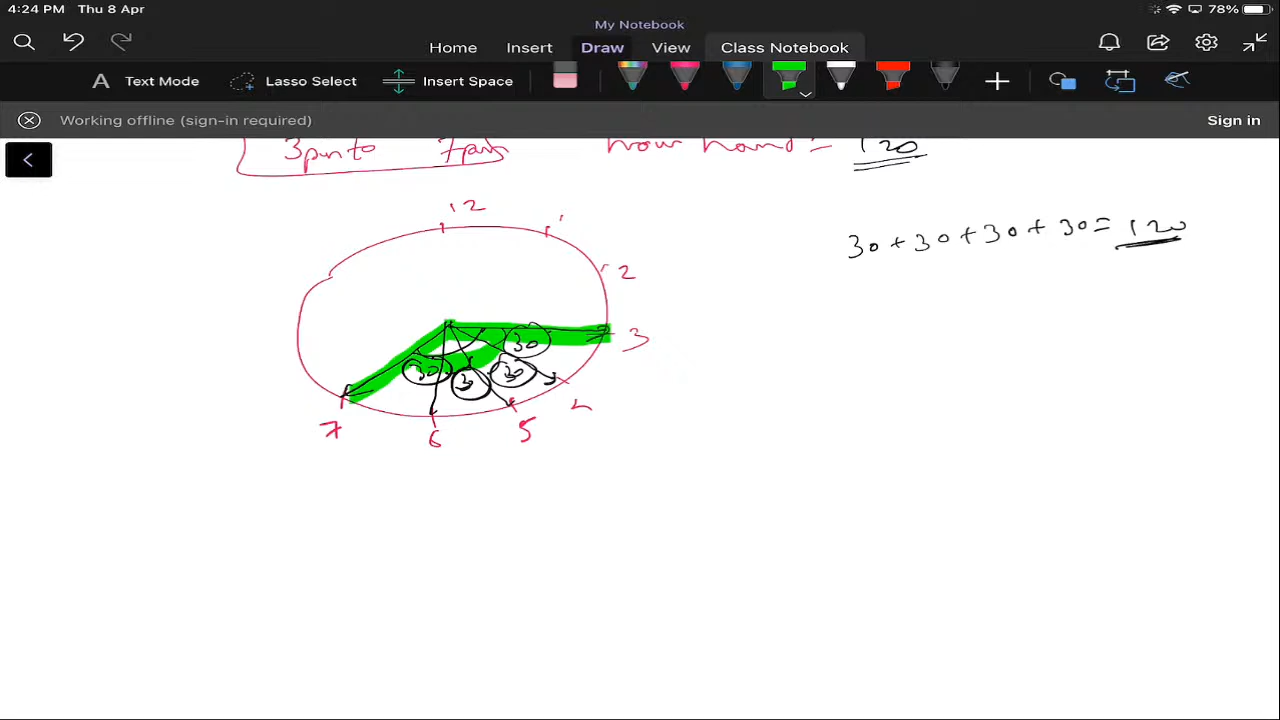 4:24 PM Thu 8 Apr 78%
My Notebook
Home Insert Draw View Class Notebook
Text Mode Lasso Select Insert Space
Working offline (sign-in required) Sign in
3pm to 7pm hour hand = 120
30 + 30 + 30 + 30 = 120
12
1
2
3
30
30
30
30
4
5
6
7